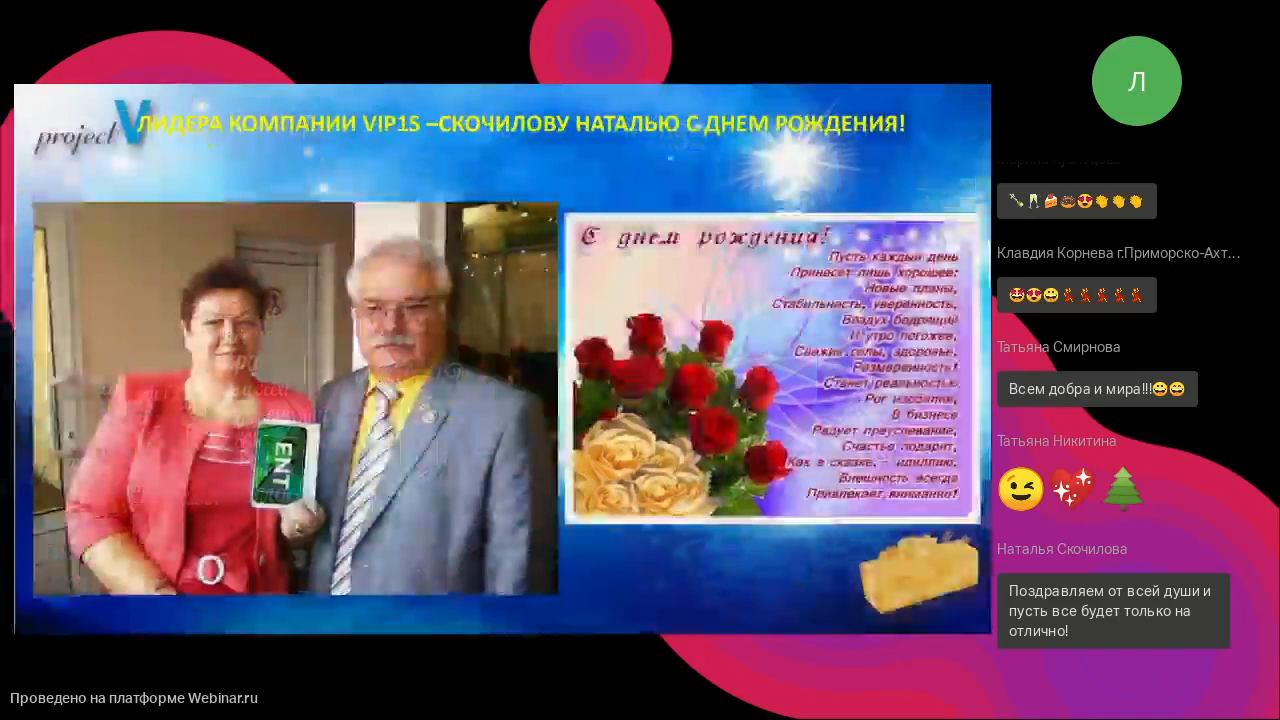 project V
ЛИДЕРА КОМПАНИИ VIP1S –СКОЧИЛОВУ НАТАЛЬЮ С ДНЕМ РОЖДЕНИЯ!
ENT
С днем рождения!
Пусть каждый день
Принесет лишь хорошее:
Новые планы,
Стабильность, уверенность,
Воздух бодрящий
И утро погожее,
Свежие силы, здоровье,
Размеренность!
Станет реальностью
Рог изобилия,
В бизнесе
Радует преуспевание,
Счастье подарит,
Как в сказке, – идиллию,
Внешность всегда
Привлекает вниманье!
Л
🍾🥂🍰🍩😍👏👏👏
Клавдия Корнева г.Приморско-Ахт...
🤩😍😀💃💃💃💃💃
Татьяна Смирнова
Всем добра и мира!!!😀😄
Татьяна Никитина
😉💖🌲
Наталья Скочилова
Поздравляем от всей души и
пусть все будет только на
отлично!
Проведено на платформе Webinar.ru